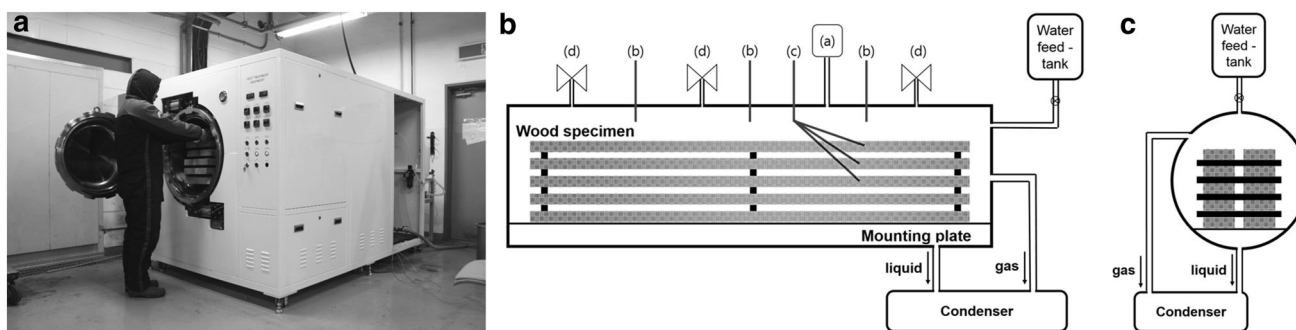 a
b
c
(d)
(b)
(d)
(b)
(c)
(a)
(b)
(d)
Water
feed -
tank
Wood specimen
Mounting plate
liquid
gas
Condenser
Water
feed -
tank
gas
liquid
Condenser